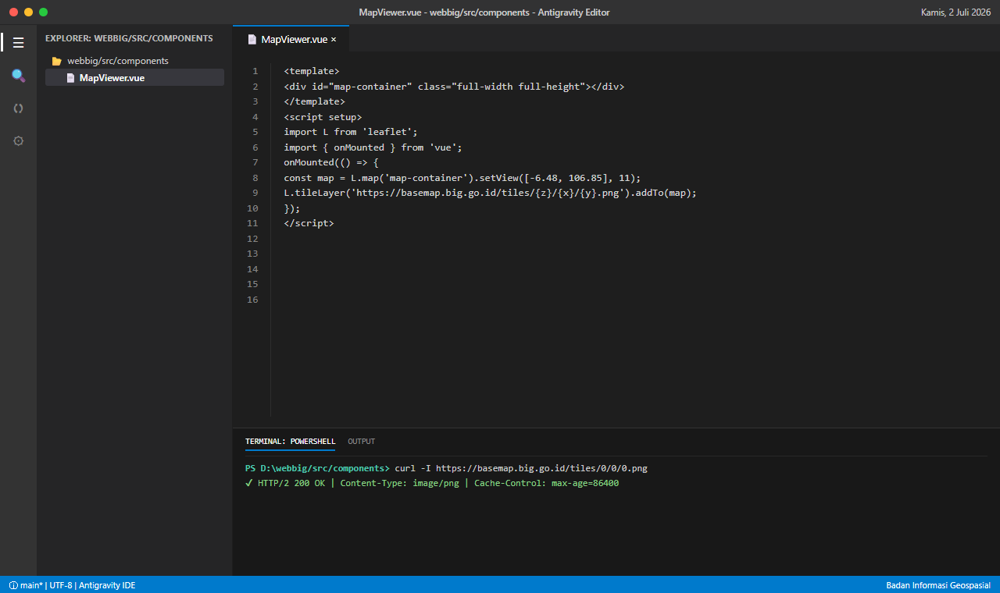 MapViewer.vue - webbig/src/components - Antigravity Editor
Kamis, 2 Juli 2026
EXPLORER: WEBBIG/SRC/COMPONENTS
webbig/src/components
MapViewer.vue
MapViewer.vue ×
1 <template>
2 <div id="map-container" class="full-width full-height"></div>
3 </template>
4 <script setup>
5 import L from 'leaflet';
6 import { onMounted } from 'vue';
7 onMounted(() => {
8 const map = L.map('map-container').setView([-6.48, 106.85], 11);
9 L.tileLayer('https://basemap.big.go.id/tiles/{z}/{x}/{y}.png').addTo(map);
10 });
11 </script>
12
13
14
15
16
TERMINAL: POWERSHELL OUTPUT
PS D:\webbig/src/components> curl -I https://basemap.big.go.id/tiles/0/0/0.png
✔ HTTP/2 200 OK | Content-Type: image/png | Cache-Control: max-age=86400
ⓘ main* | UTF-8 | Antigravity IDE
Badan Informasi Geospasial